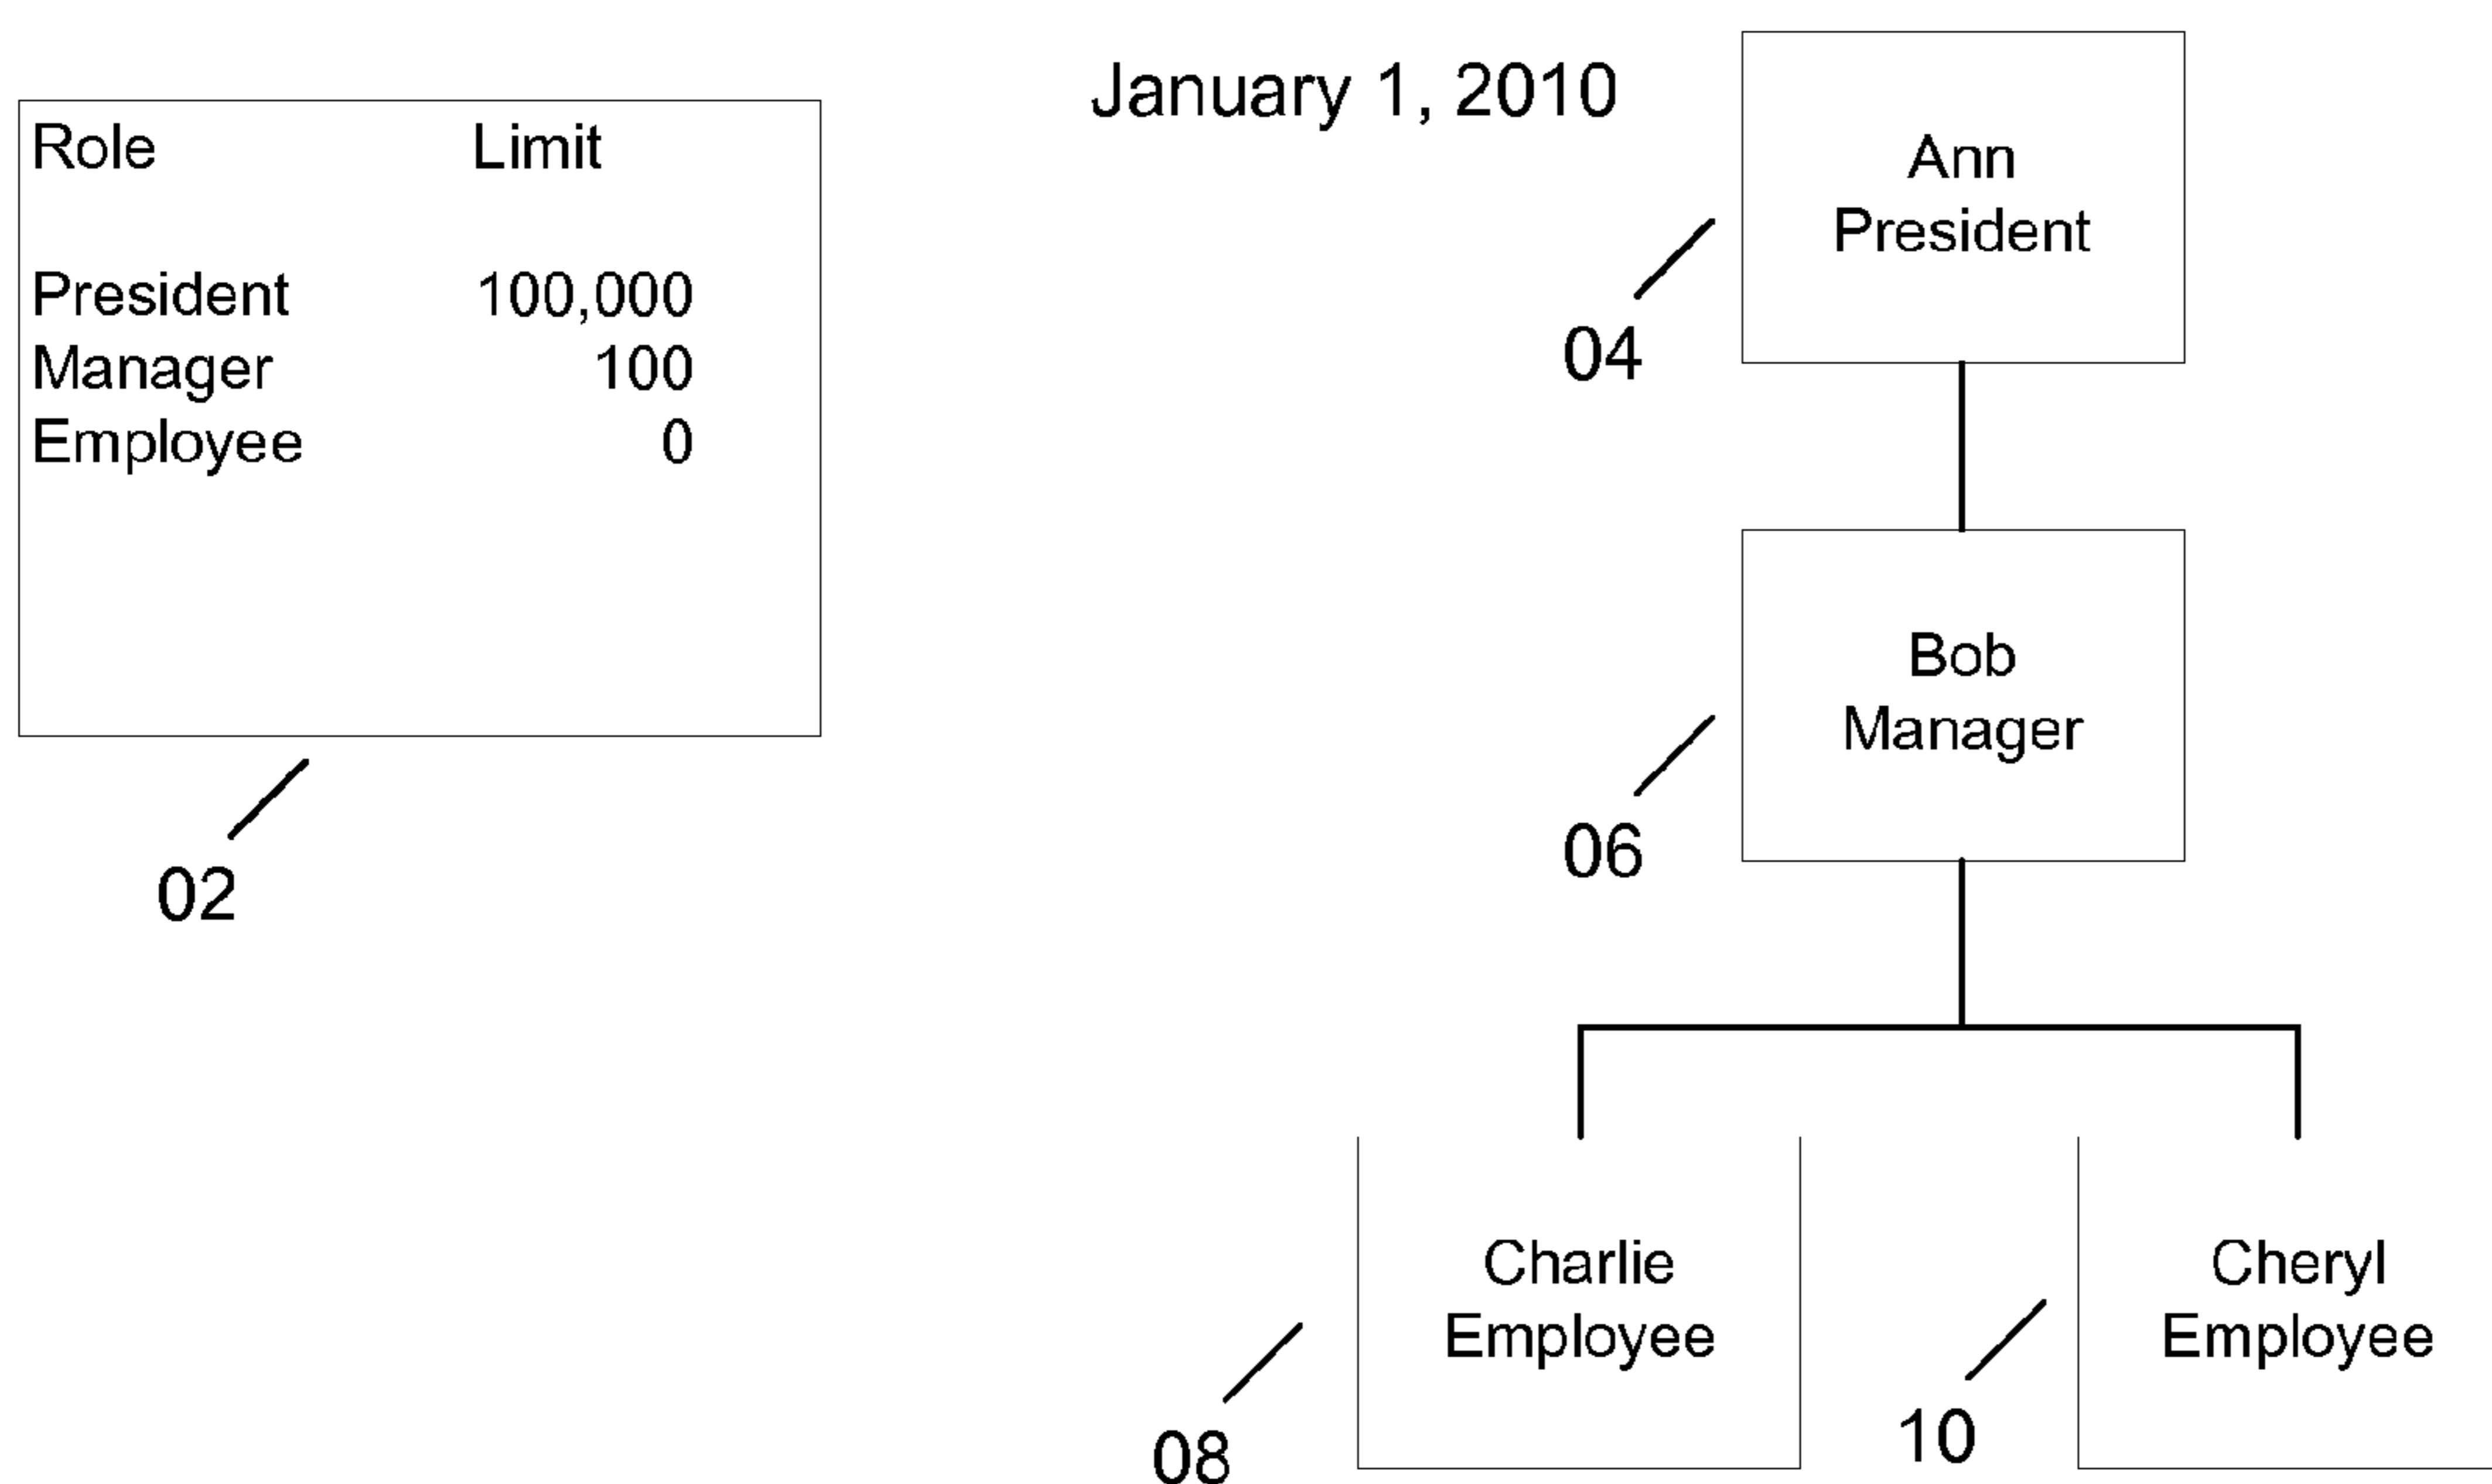 January 1, 2010
Role Limit
President 100,000
Manager 100
Employee 0
02
Ann
President
04
Bob
Manager
06
Charlie
Employee
08
Cheryl
Employee
10